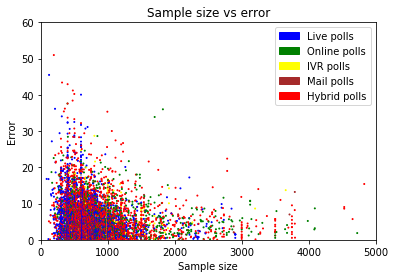 Sample size vs error
60
50
40
30
20
10
0
Error
Live polls
Online polls
IVR polls
Mail polls
Hybrid polls
0 1000 2000 3000 4000 5000
Sample size